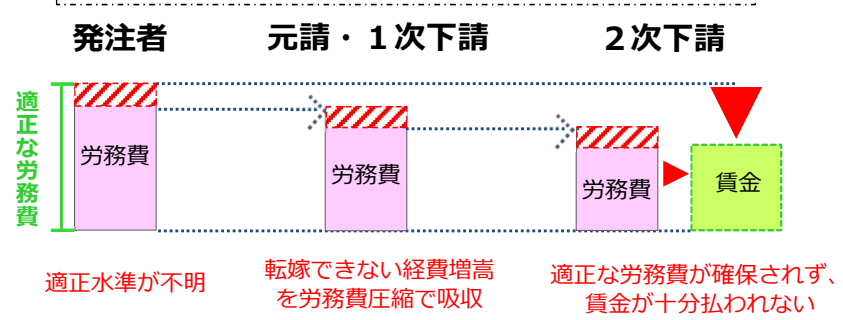 発注者
元請・１次下請
２次下請
適正な労務費
労務費
労務費
労務費
賃金
適正水準が不明
転嫁できない経費増嵩
を労務費圧縮で吸収
適正な労務費が確保されず、
賃金が十分払われない